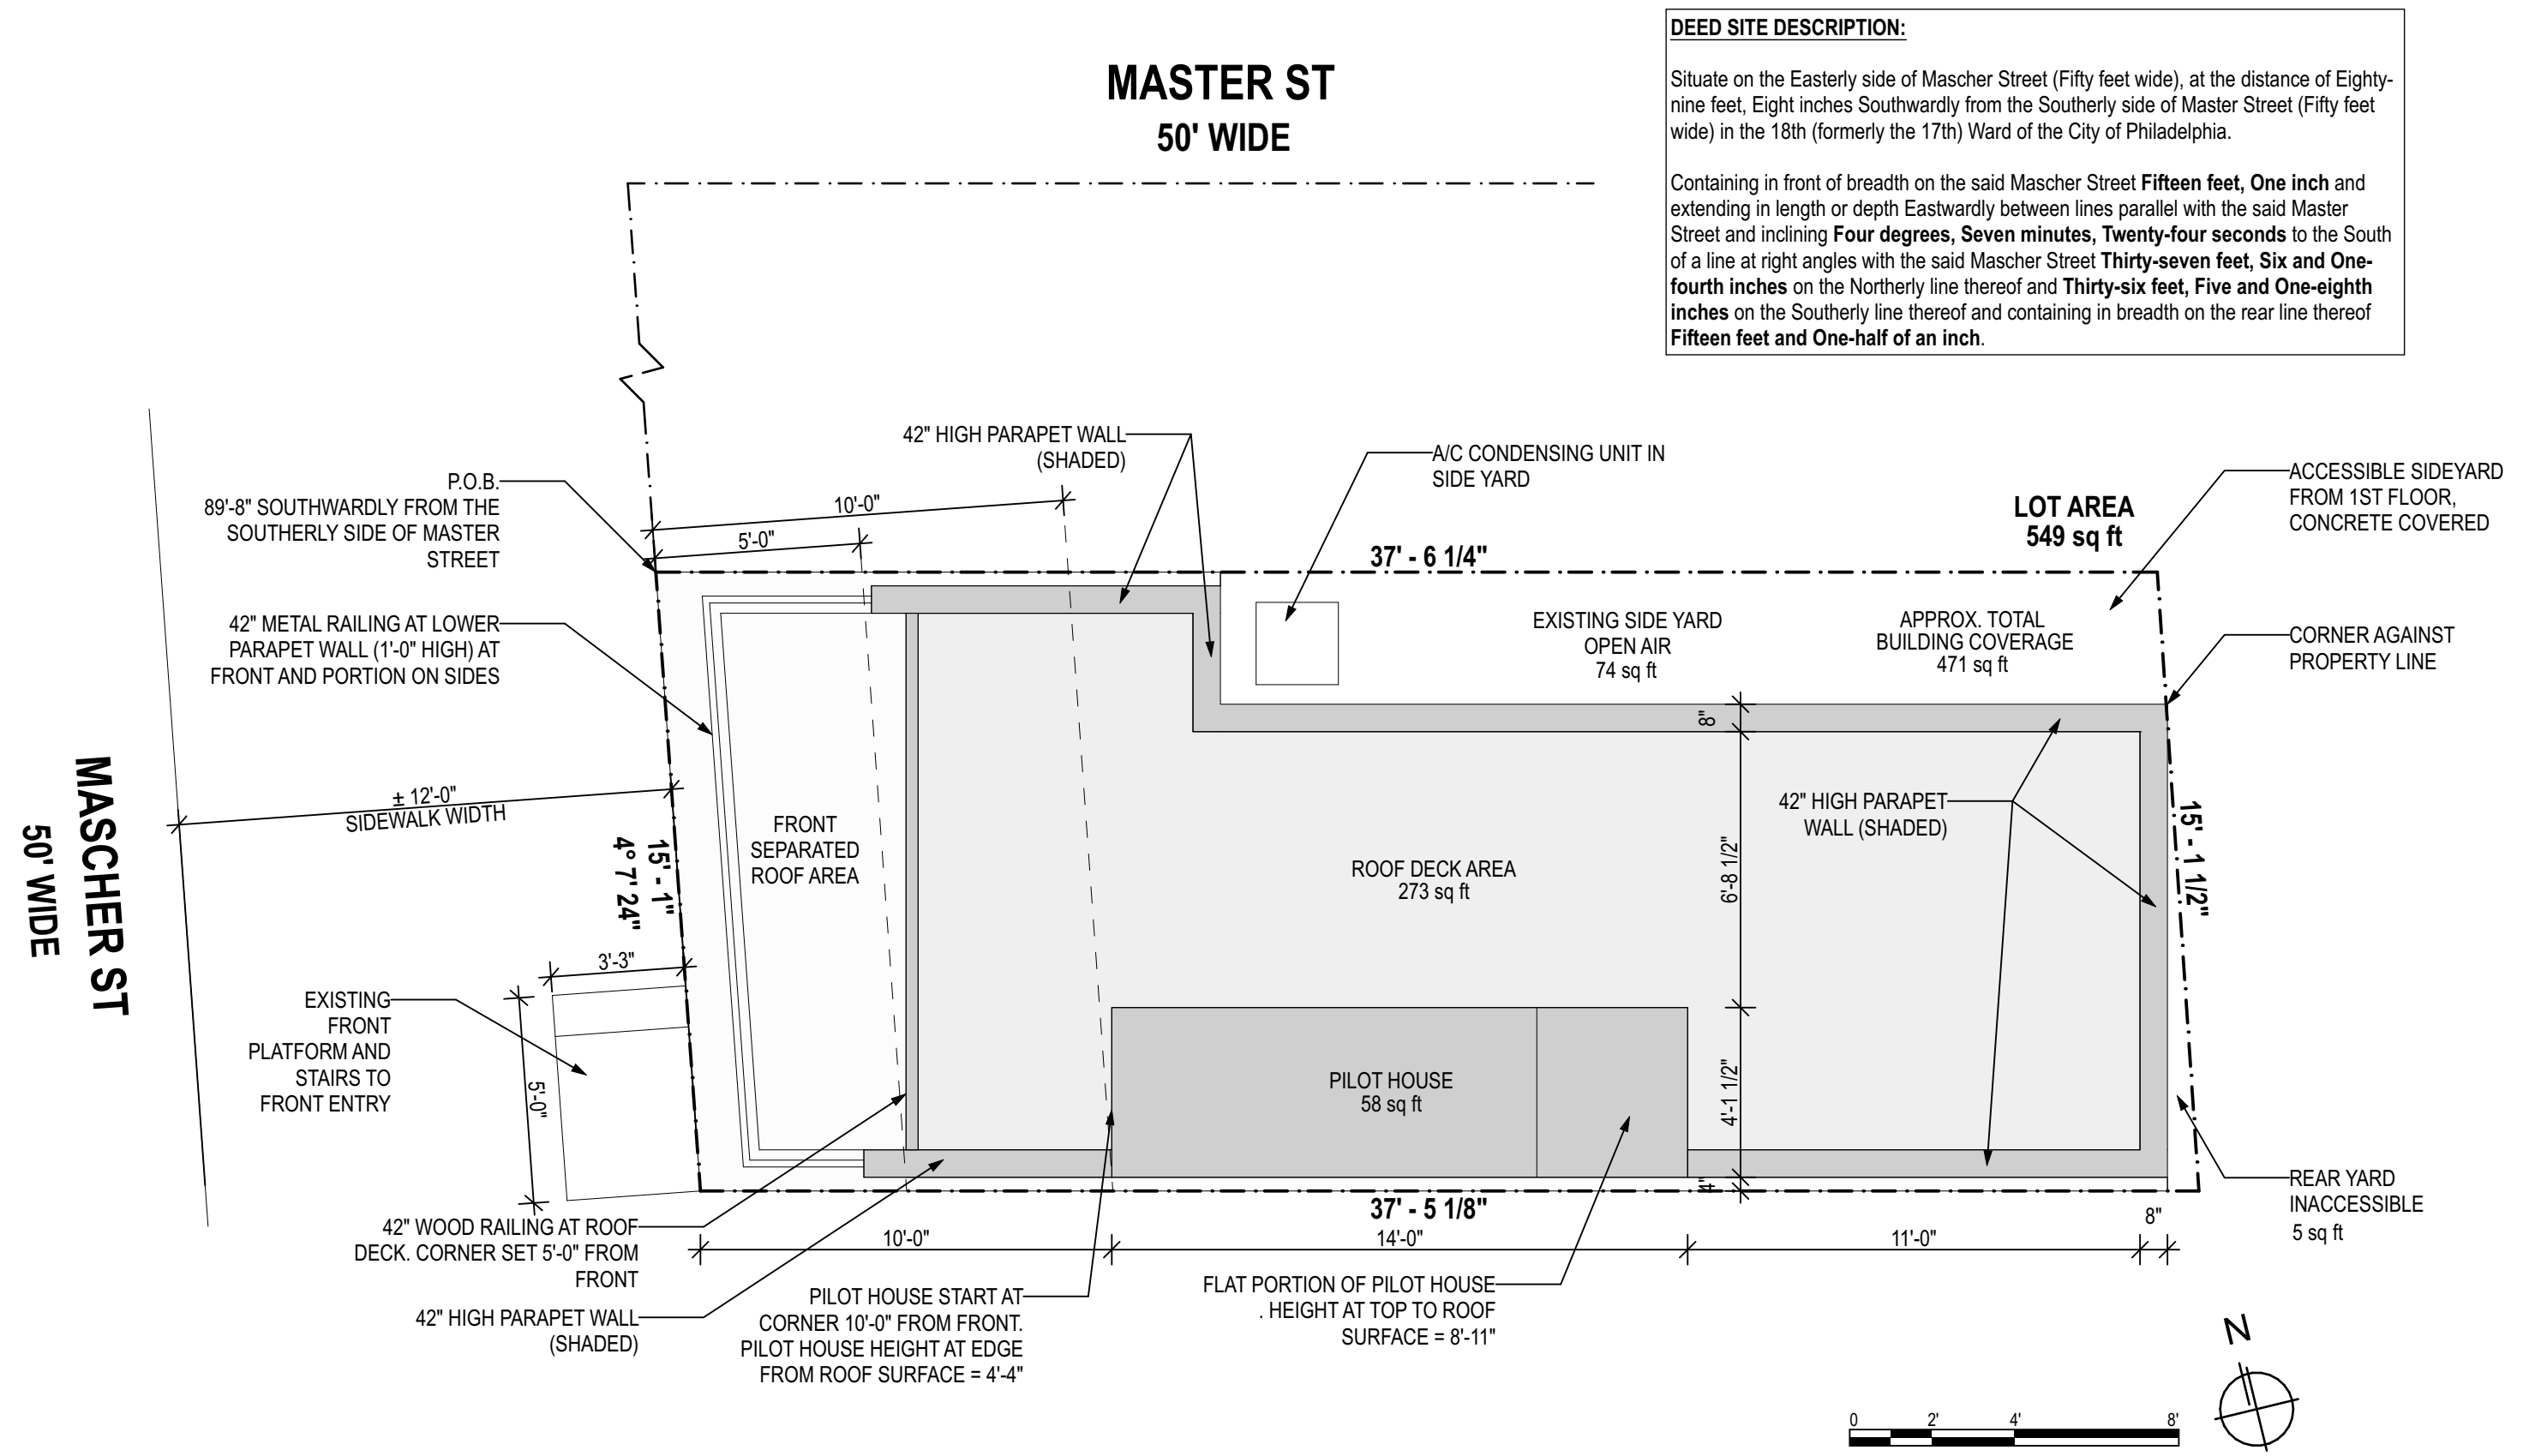 DEED SITE DESCRIPTION:
Situate on the Easterly side of Mascher Street (Fifty feet wide), at the distance of Eighty-
nine feet, Eight inches Southwardly from the Southerly side of Master Street (Fifty feet
wide) in the 18th (formerly the 17th) Ward of the City of Philadelphia.
Containing in front of breadth on the said Mascher Street Fifteen feet, One inch and
extending in length or depth Eastwardly between lines parallel with the said Master
Street and inclining Four degrees, Seven minutes, Twenty-four seconds to the South
of a line at right angles with the said Mascher Street Thirty-seven feet, Six and One-
fourth inches on the Northerly line thereof and Thirty-six feet, Five and One-eighth
inches on the Southerly line thereof and containing in breadth on the rear line thereof
Fifteen feet and One-half of an inch.
MASTER ST
50' WIDE
42" HIGH PARAPET WALL
(SHADED)
A/C CONDENSING UNIT IN
SIDE YARD
P.O.B.
89'-8" SOUTHWARDLY FROM THE
SOUTHERLY SIDE OF MASTER
STREET
10'-0"
5'-0"
37' - 6 1/4"
LOT AREA
549 sq ft
ACCESSIBLE SIDEYARD
FROM 1ST FLOOR,
CONCRETE COVERED
42" METAL RAILING AT LOWER
PARAPET WALL (1'-0" HIGH) AT
FRONT AND PORTION ON SIDES
EXISTING SIDE YARD
OPEN AIR
74 sq ft
APPROX. TOTAL
BUILDING COVERAGE
471 sq ft
CORNER AGAINST
PROPERTY LINE
8"
MASCHER ST
50' WIDE
± 12'-0"
SIDEWALK WIDTH
15' - 1"
4° 7' 24"
FRONT
SEPARATED
ROOF AREA
ROOF DECK AREA
273 sq ft
6'-8 1/2"
42" HIGH PARAPET
WALL (SHADED)
15' - 1 1/2"
3'-3"
5'-0"
EXISTING
FRONT
PLATFORM AND
STAIRS TO
FRONT ENTRY
PILOT HOUSE
58 sq ft
4'-1 1/2"
4"
REAR YARD
INACCESSIBLE
5 sq ft
37' - 5 1/8"
10'-0"
14'-0"
11'-0"
8"
42" WOOD RAILING AT ROOF
DECK. CORNER SET 5'-0" FROM
FRONT
42" HIGH PARAPET WALL
(SHADED)
PILOT HOUSE START AT
CORNER 10'-0" FROM FRONT.
PILOT HOUSE HEIGHT AT EDGE
FROM ROOF SURFACE = 4'-4"
FLAT PORTION OF PILOT HOUSE
. HEIGHT AT TOP TO ROOF
SURFACE = 8'-11"
N
0 2' 4' 8'